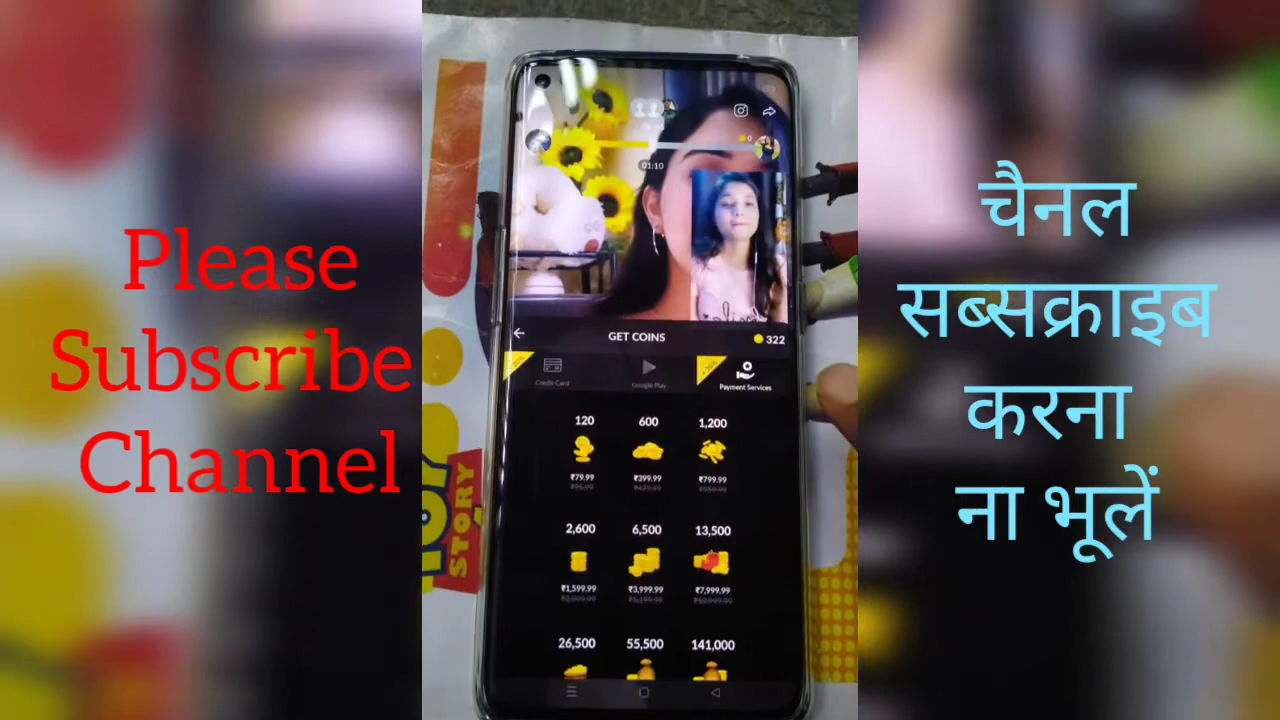 Please
Subscribe
Channel
01:10
0
GET COINS
322
Credit Card
Google Play
Payment Services
120
600
1,200
₹79.99
₹399.99
₹799.99
2,600
6,500
13,500
₹1,599.99
₹3,999.99
₹7,999.99
26,500
55,500
141,000
STORY
चैनल
सब्सक्राइब
करना
ना भूलें